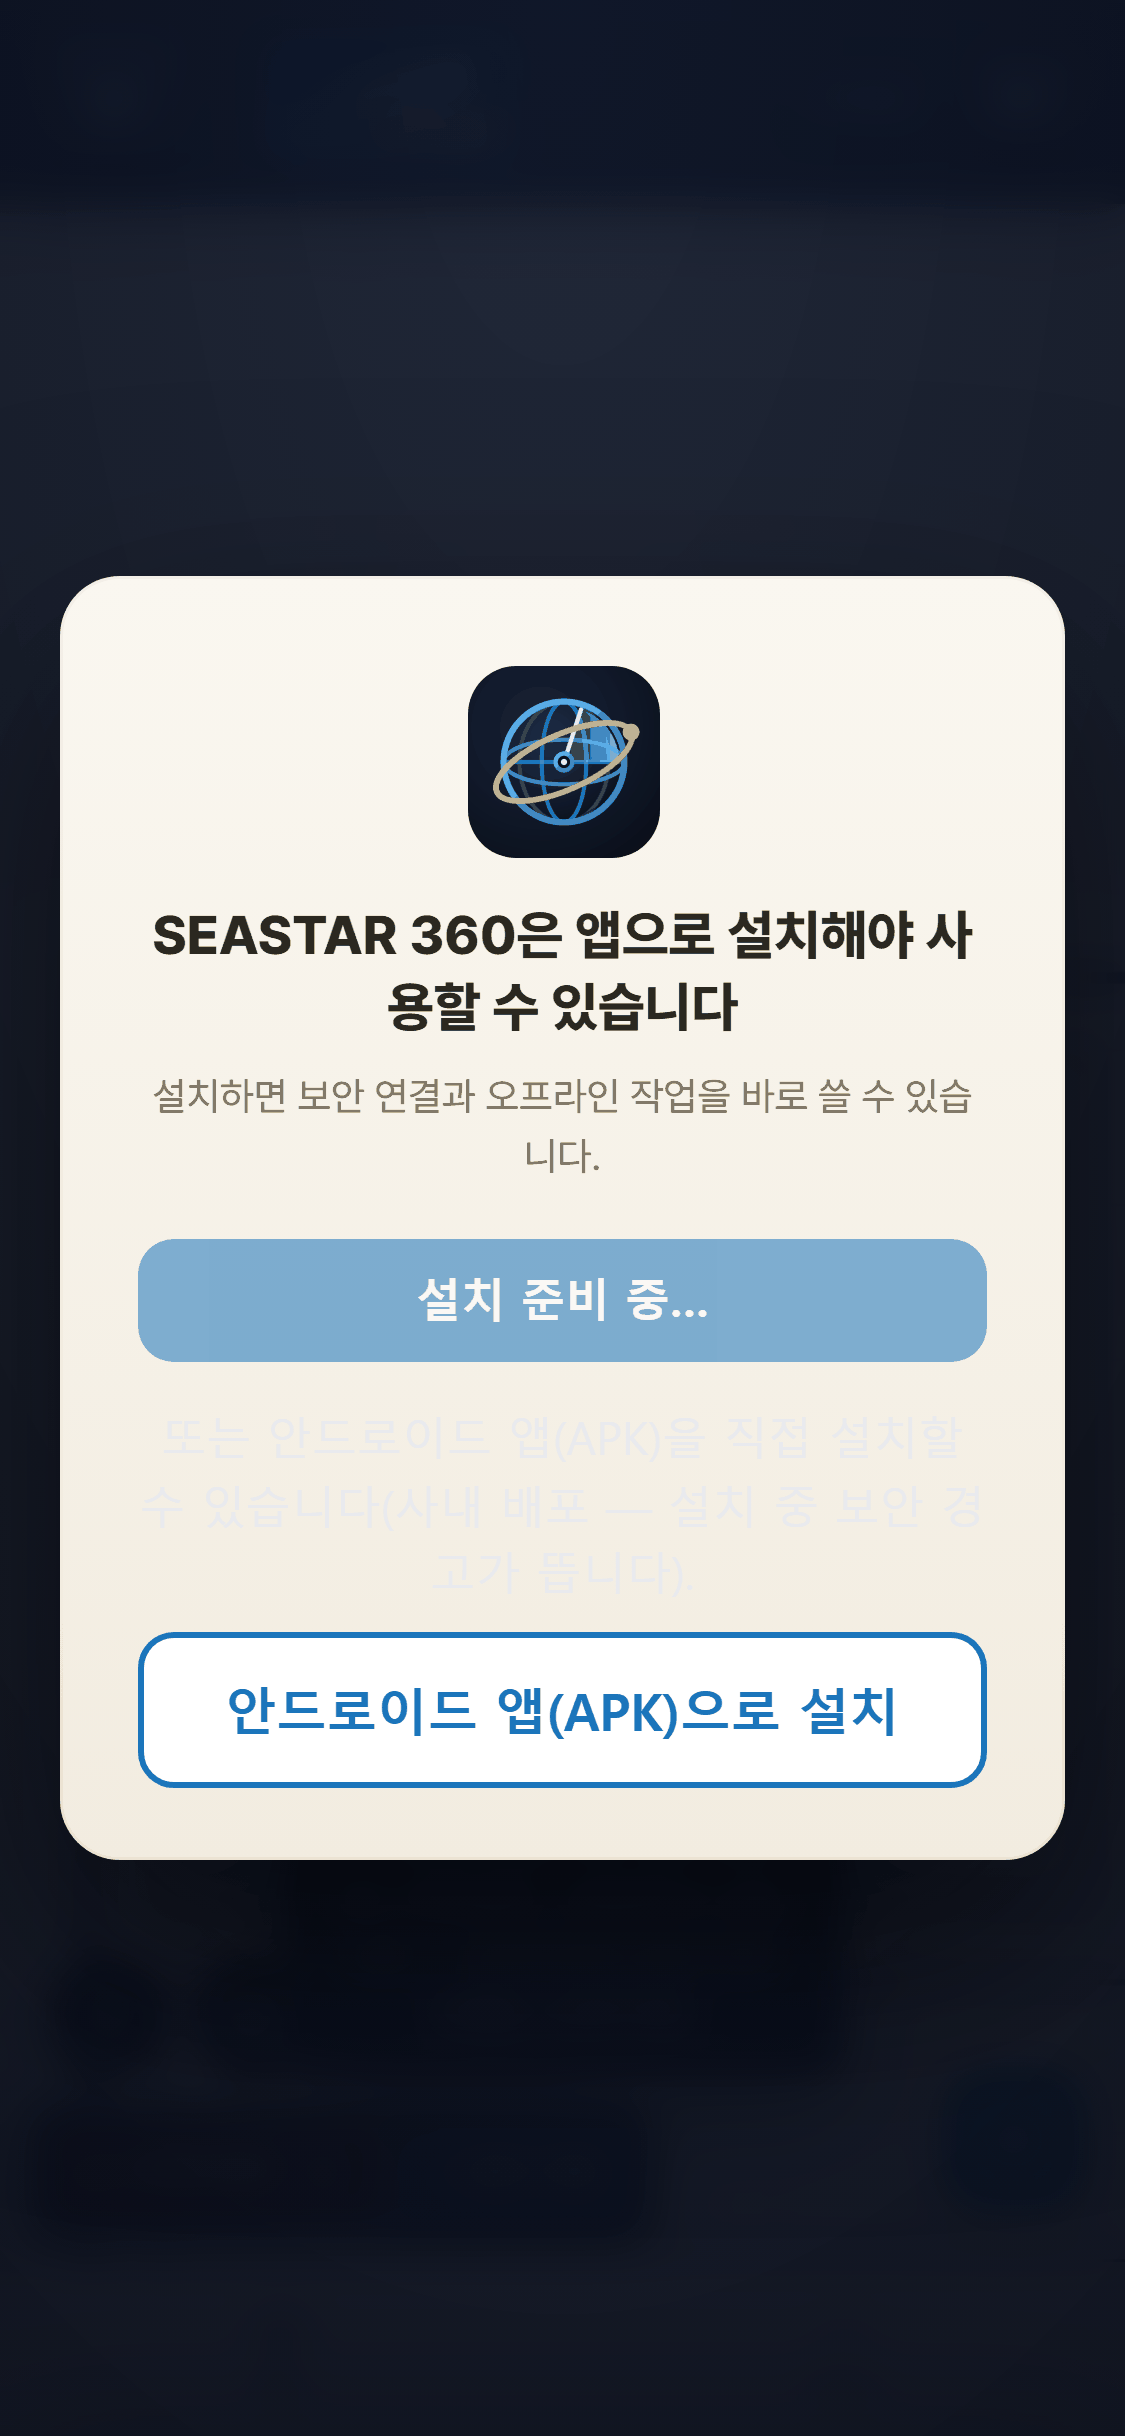 SEASTAR 360은 앱으로 설치해야 사
용할 수 있습니다
설치하면 보안 연결과 오프라인 작업을 바로 쓸 수 있습
니다.
설치 준비 중...
또는 안드로이드 앱(APK)을 직접 설치할
수 있습니다(사내 배포 — 설치 중 보안 경
고가 뜹니다).
안드로이드 앱(APK)으로 설치